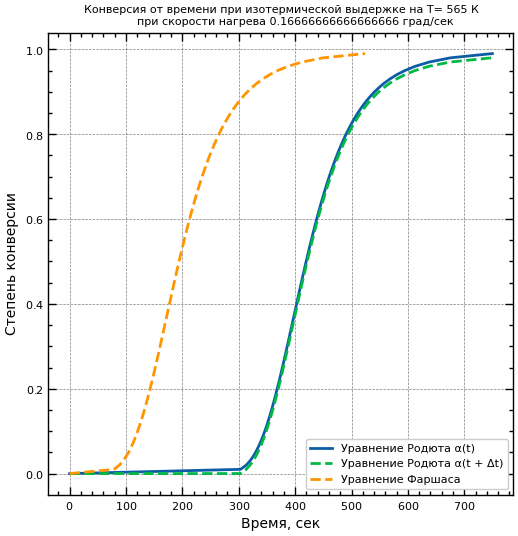 Конверсия от времени при изотермической выдержке на T= 565 К
при скорости нагрева 0.16666666666666666 град/сек
Степень конверсии
1.0
0.8
0.6
0.4
0.2
0.0
Уравнение Родюта α(t)
Уравнение Родюта α(t + Δt)
Уравнение Фаршаса
0 100 200 300 400 500 600 700
Время, сек